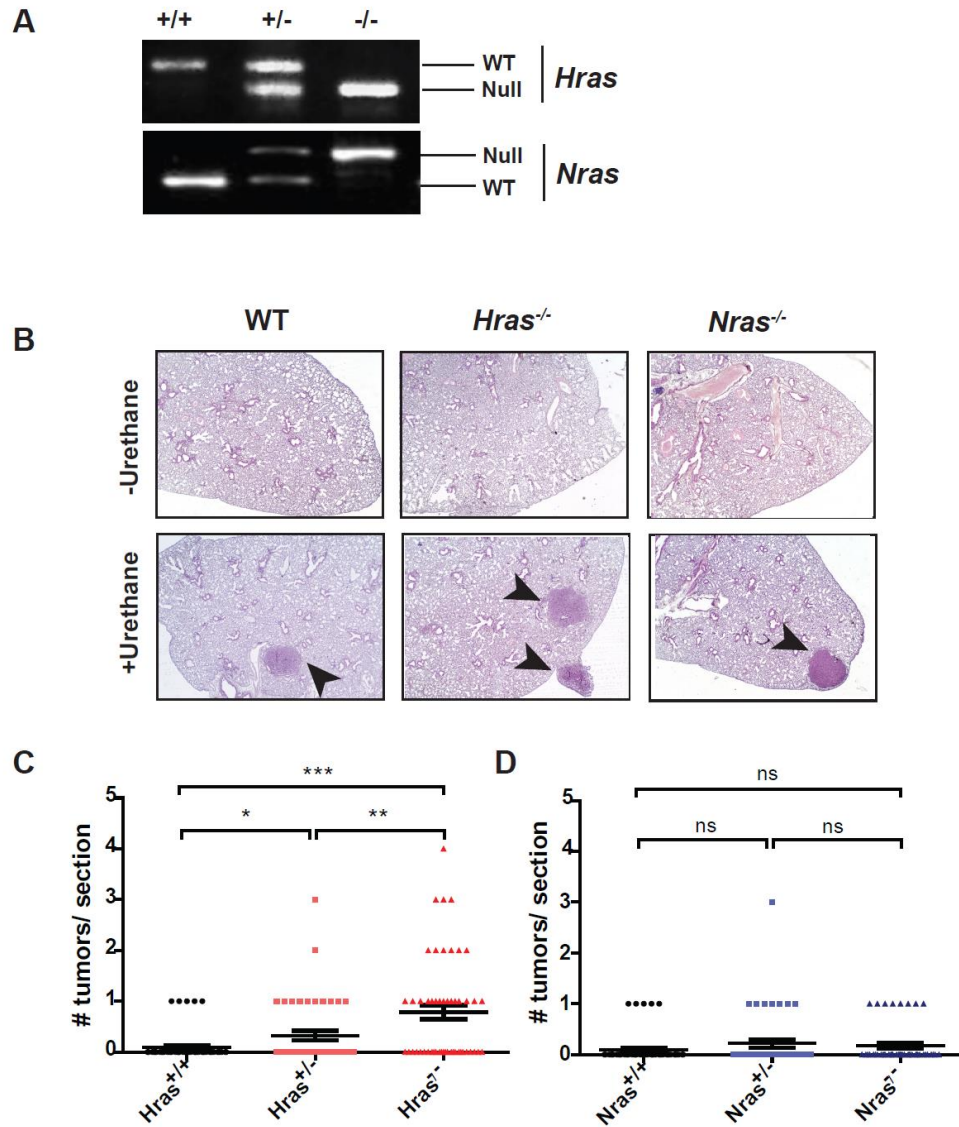 A
+/+ +/- -/-
WT
Null
Hras
Null
WT
Nras
B
WT Hras-/- Nras-/-
-Urethane
+Urethane
C
***
* **
# tumors/ section
5
4
3
2
1
0
Hras+/+ Hras+/- Hras-/-
D
ns
ns ns
# tumors/ section
5
4
3
2
1
0
Nras+/+ Nras+/- Nras-/-